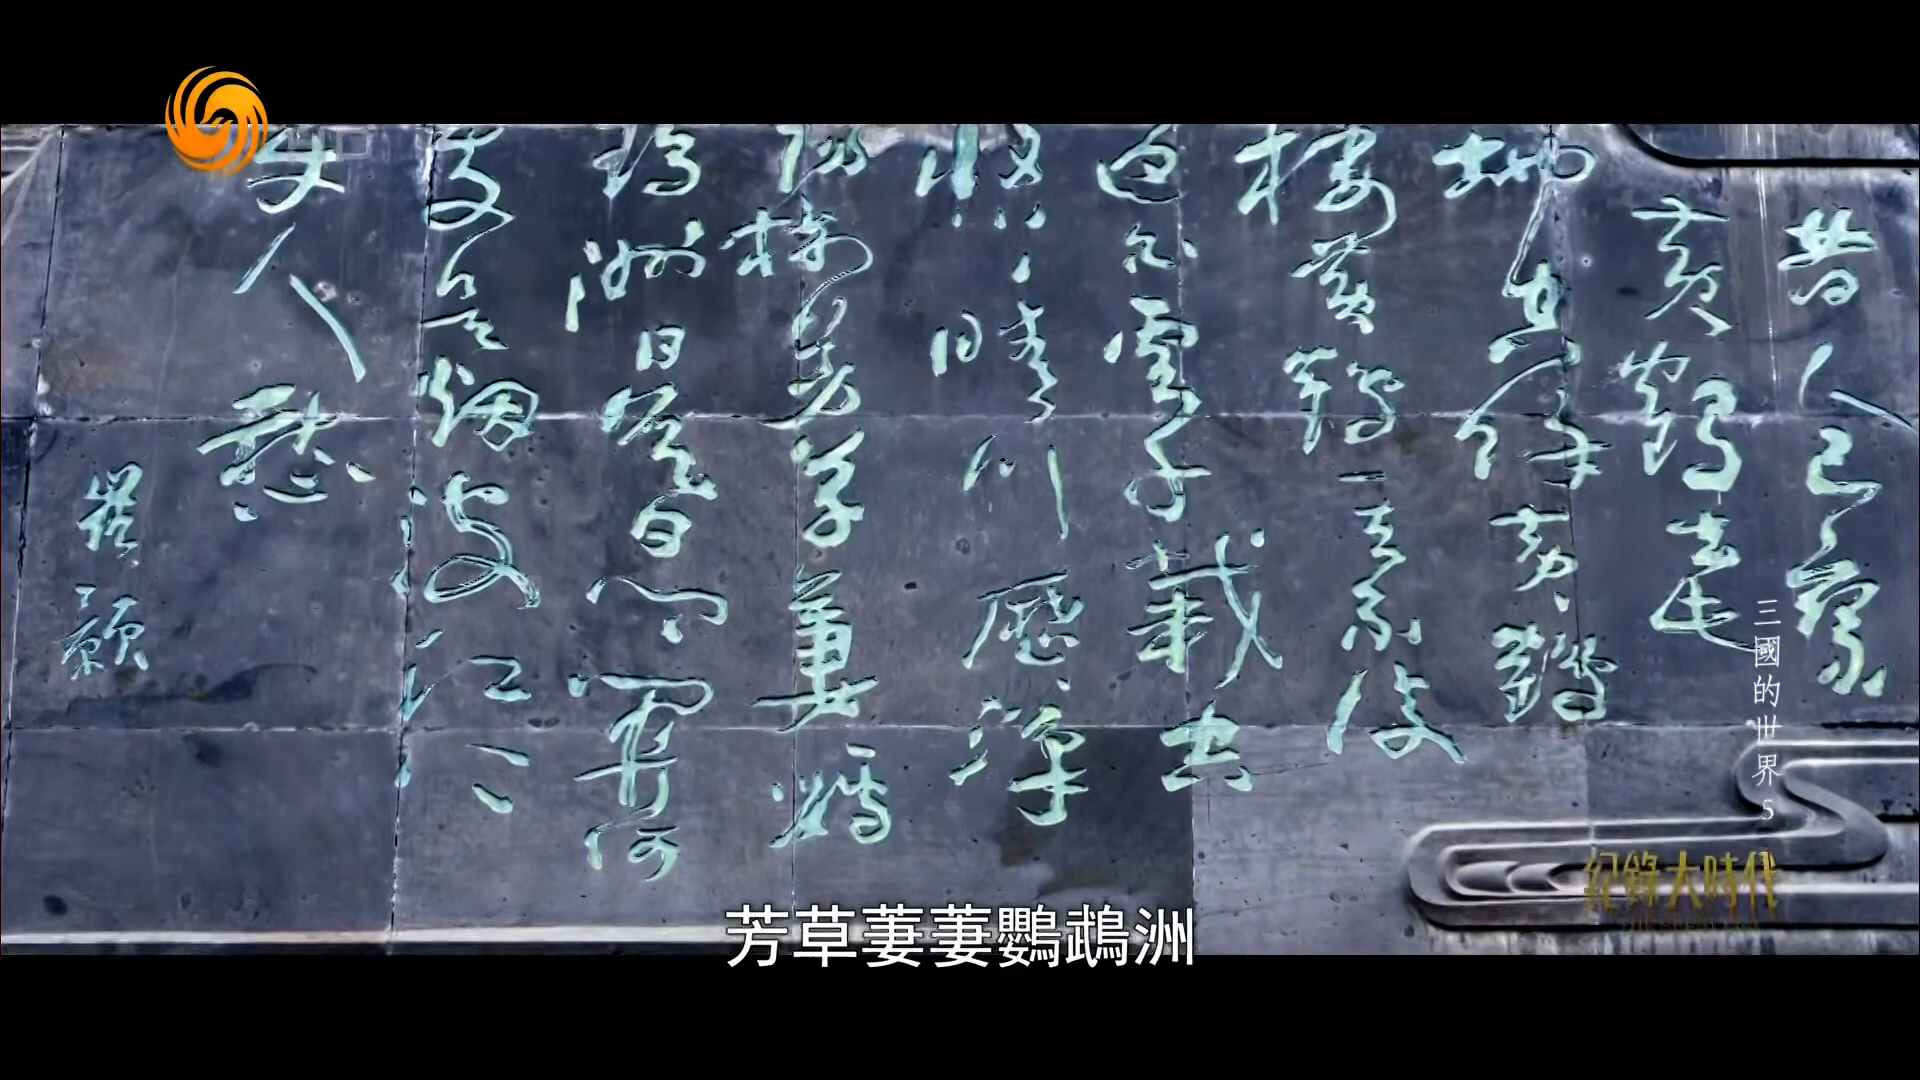 昔人已乘
黃鶴去此
地空餘黃鶴
樓黃鶴一去不復
返白雲千載空
悠悠晴川歷漢
陽樹芳草萋萋鸚
鵡洲日暮鄉關何
處是烟波江上
使人愁
崔顥
三國的世界 5
紀錄大時代
芳草萋萋鸚鵡洲